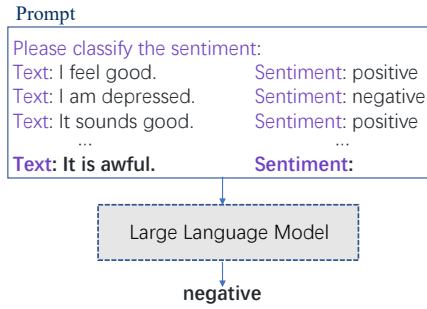 Prompt
Please classify the sentiment:
Text: I feel good. Sentiment: positive
Text: I am depressed. Sentiment: negative
Text: It sounds good. Sentiment: positive
... ...
Text: It is awful. Sentiment:
Large Language Model
negative